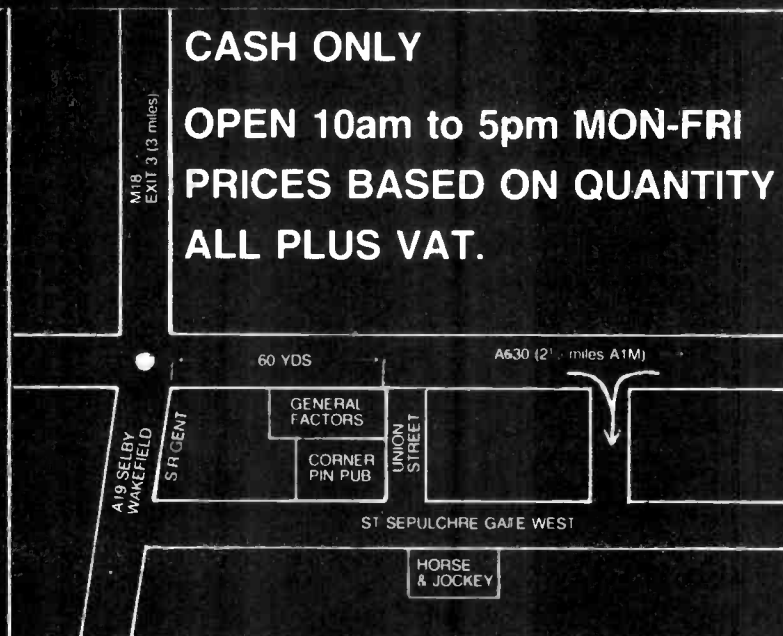 CASH ONLY
OPEN 10am to 5pm MON-FRI
PRICES BASED ON QUANTITY
ALL PLUS VAT.
M18
EXIT 3 (3 miles)
60 YDS
A630 (2½ miles A1M)
GENERAL
FACTORS
CORNER
PIN PUB
UNION
STREET
A19 SELBY
WAKEFIELD
S R GENT
ST SEPULCHRE GATE WEST
HORSE
& JOCKEY